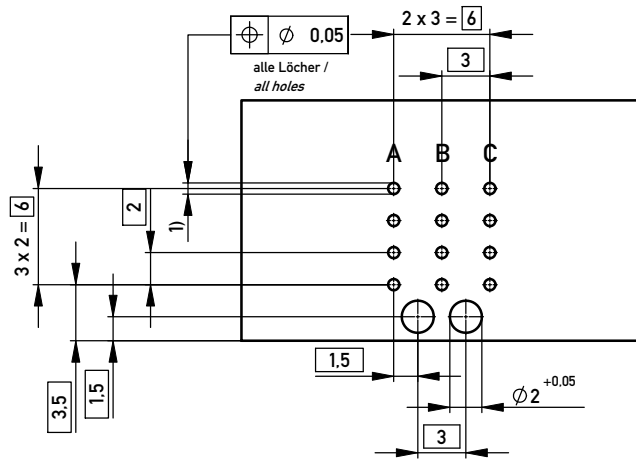 2 x 3 = 6
⌖ Ø 0,05
3
alle Löcher /
all holes
A B C
3 x 2 = 6
2
1)
1,5
Ø2 +0,05
3,5
1,5
3